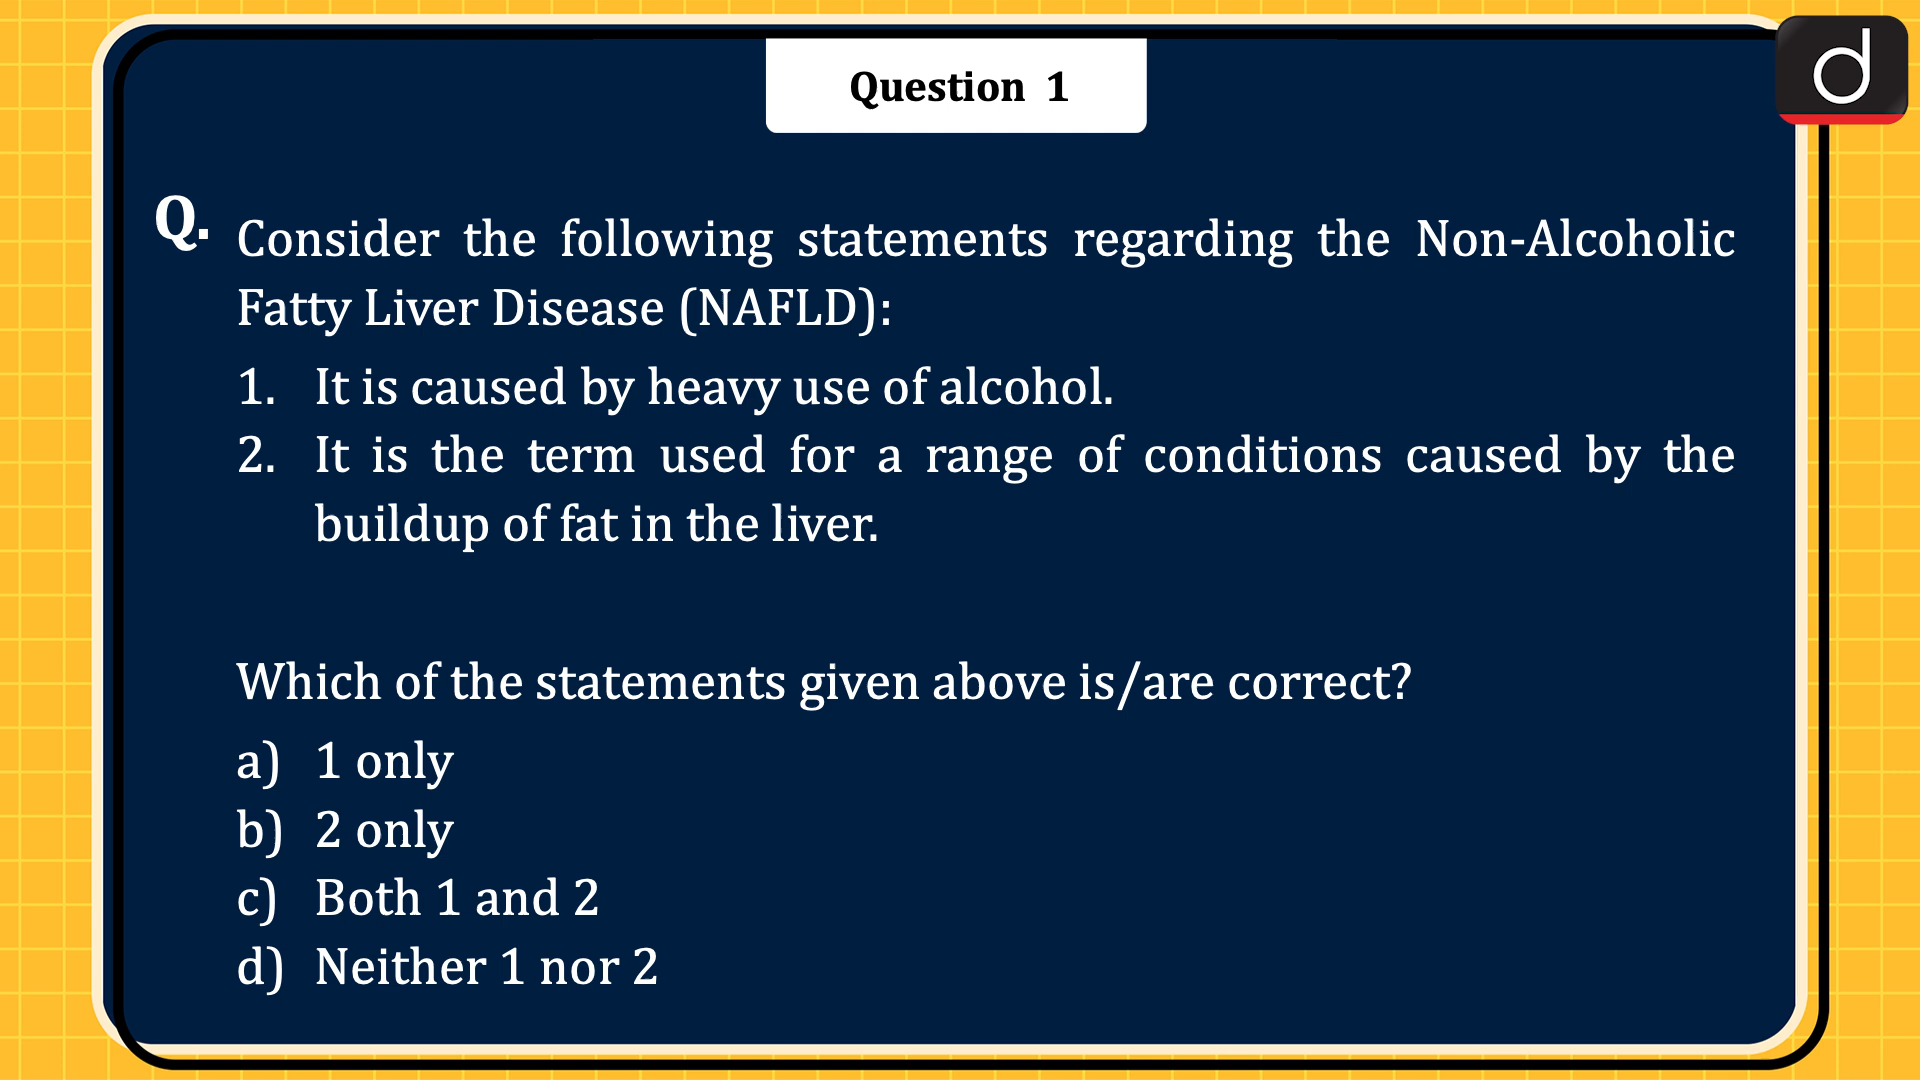 Question 1
Q. Consider the following statements regarding the Non-Alcoholic
Fatty Liver Disease (NAFLD):
1. It is caused by heavy use of alcohol.
2. It is the term used for a range of conditions caused by the
buildup of fat in the liver.
Which of the statements given above is/are correct?
a) 1 only
b) 2 only
c) Both 1 and 2
d) Neither 1 nor 2